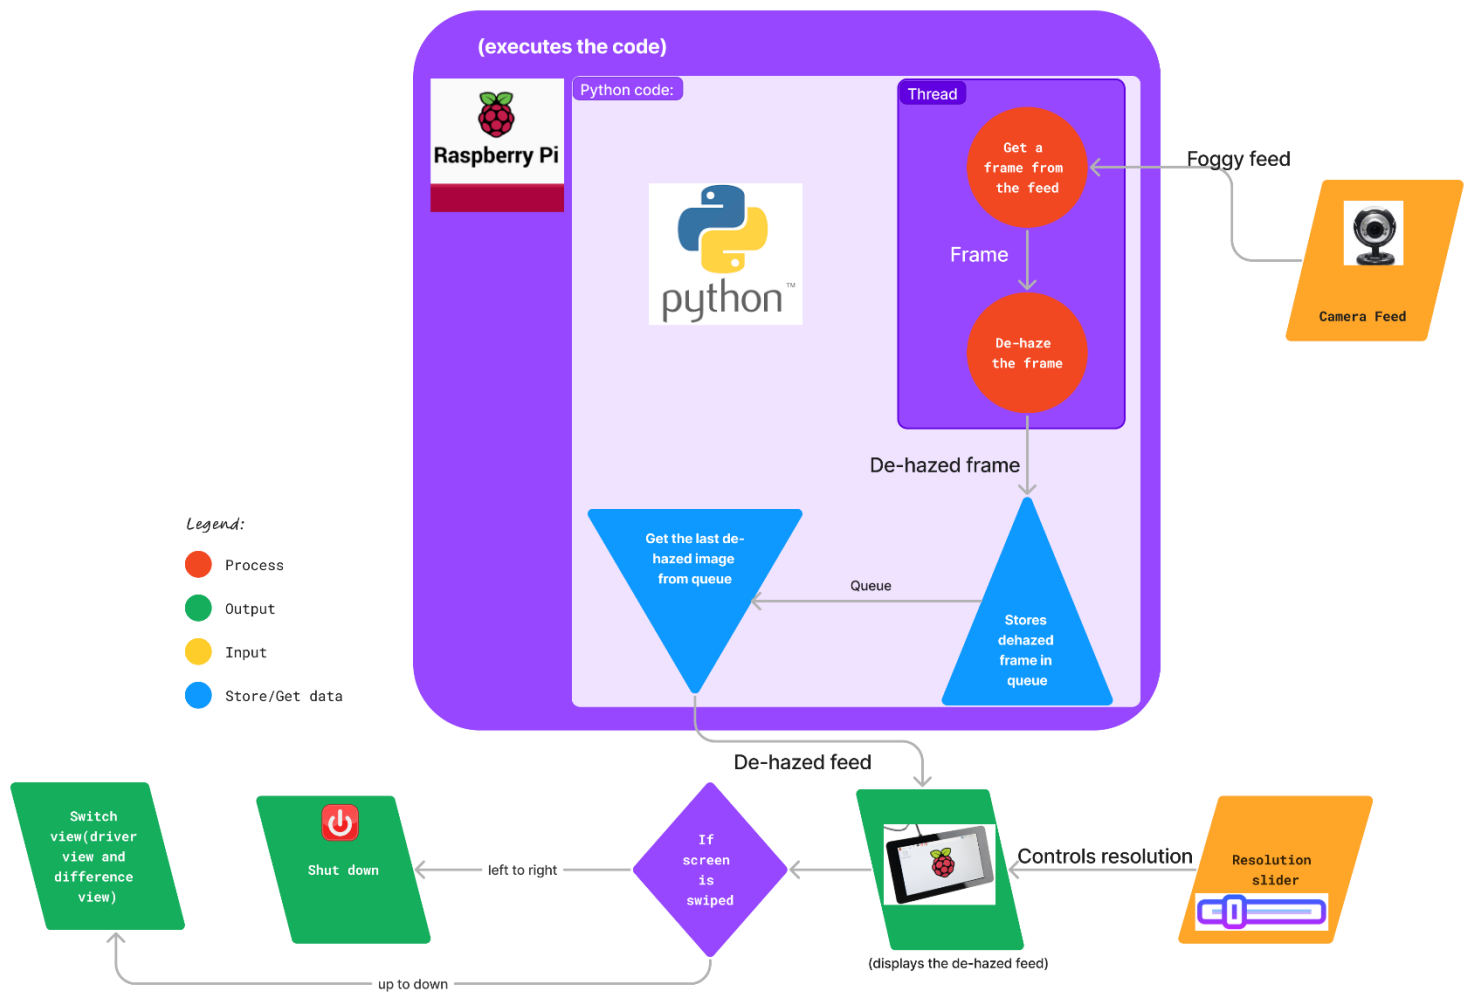 (executes the code)
Raspberry Pi
Python code:
Thread
python™
Get a
frame from
the feed
Foggy feed
Camera Feed
Frame
De-haze
the frame
De-hazed frame
Get the last de-
hazed image
from queue
Queue
Stores
dehazed
frame in
queue
Legend:
Process
Output
Input
Store/Get data
De-hazed feed
Switch
view(driver
view and
difference
view)
Shut down
left to right
If
screen
is
swiped
Controls resolution
Resolution
slider
(displays the de-hazed feed)
up to down